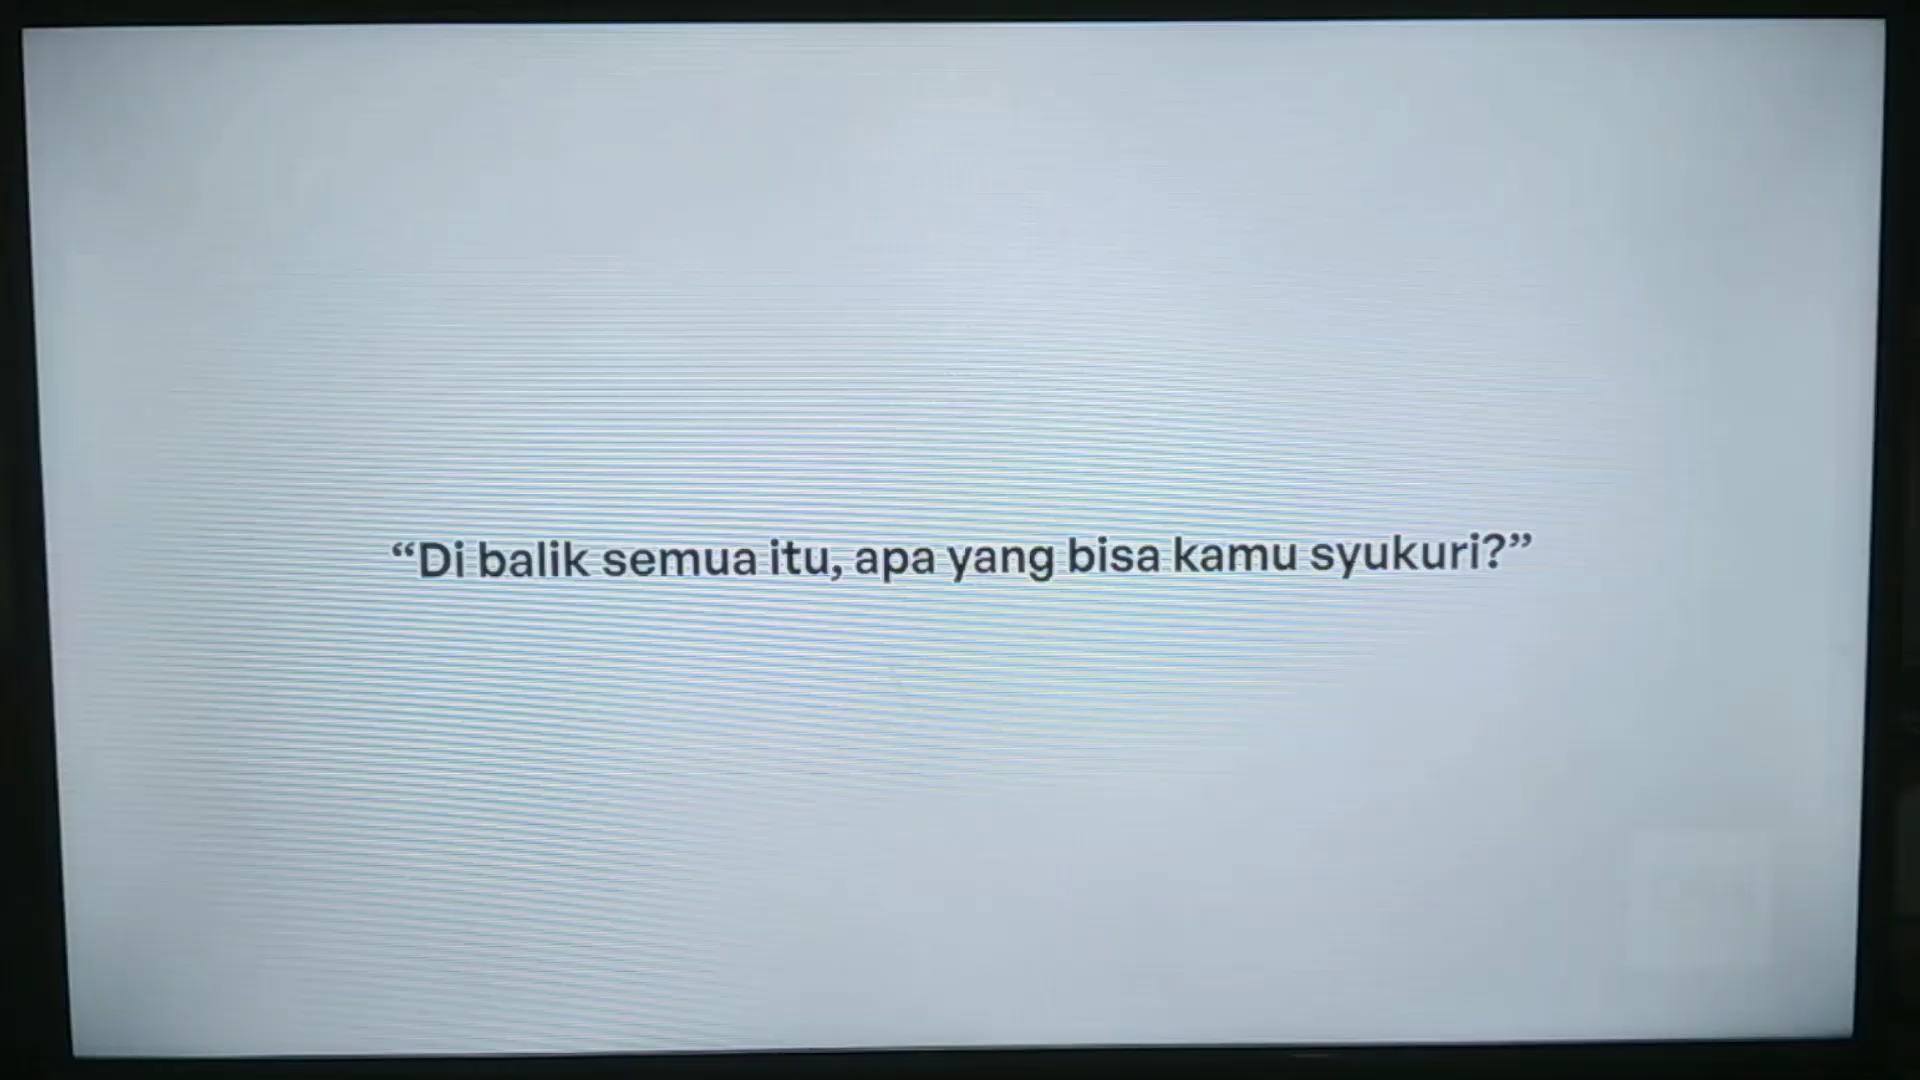 “Di balik semua itu, apa yang bisa kamu syukuri?”